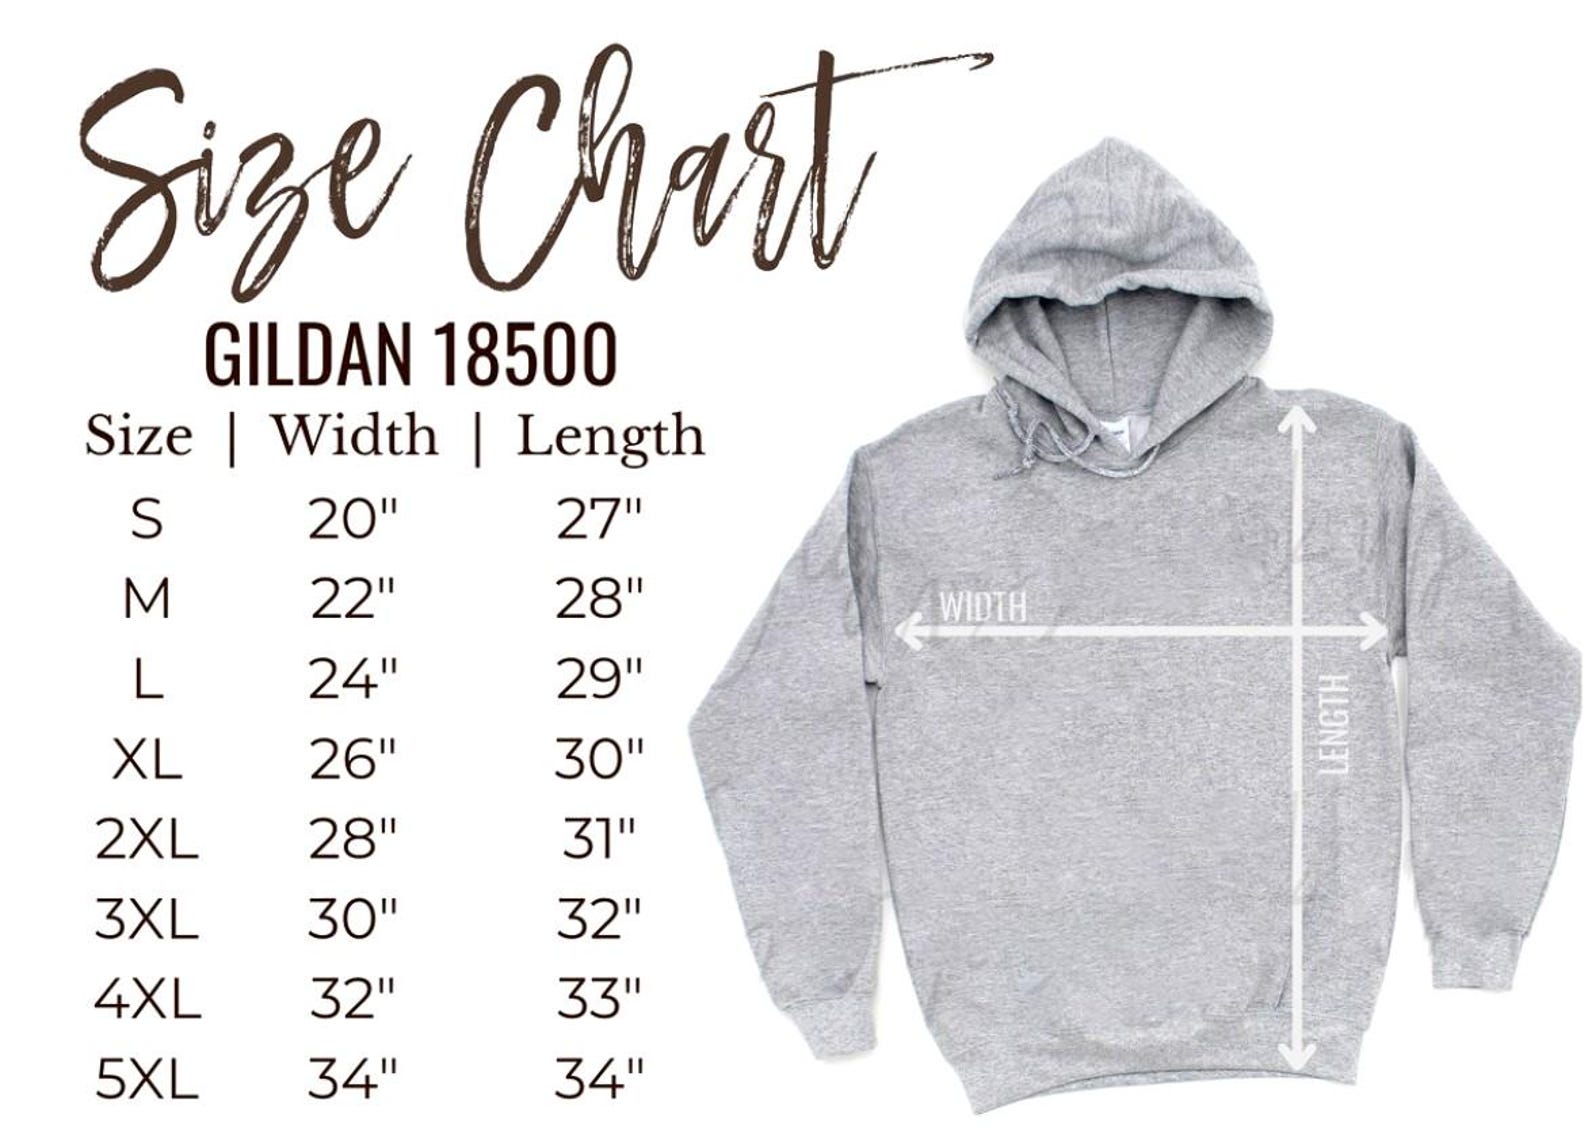 Size Chart
GILDAN 18500
Size | Width | Length
S 20" 27"
M 22" 28"
L 24" 29"
XL 26" 30"
2XL 28" 31"
3XL 30" 32"
4XL 32" 33"
5XL 34" 34"
WIDTH
LENGTH